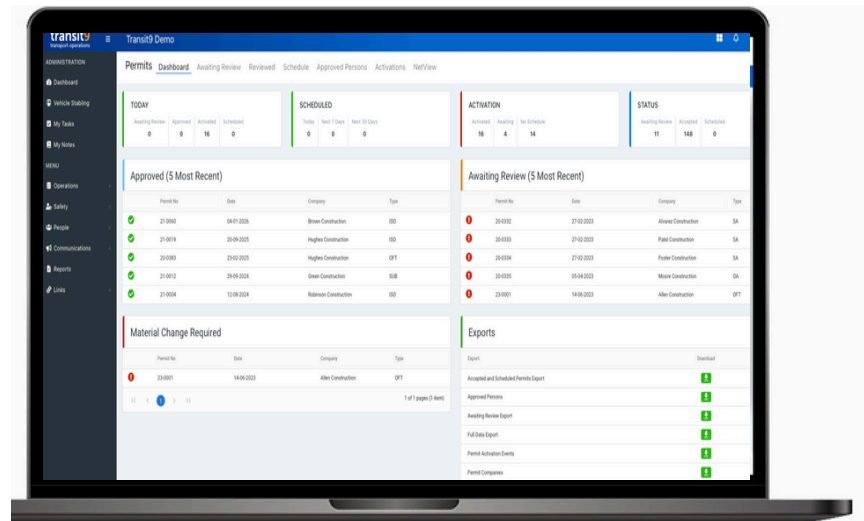 transit9
transport operations
Transit9 Demo
ADMINISTRATION
Dashboard
Vehicle Stabling
My Tasks
My Notes
MENU
Operations
Safety
People
Communications
Reports
Links
Permits Dashboard Awaiting Review Reviewed Schedule Approved Persons Activations NetView
TODAY
Awaiting Review Approved Activated Scheduled
0 0 16 0
SCHEDULED
Today Next 7 Days Next 30 Days
0 0 0
ACTIVATION
Activated Awaiting No Schedule
16 4 14
STATUS
Awaiting Review Accepted Scheduled
11 148 0
Approved (5 Most Recent)
Permit No Date Company Type
21-0060 04-01-2026 Brown Construction ISO
21-0019 20-09-2025 Hughes Construction ISO
20-0383 23-02-2025 Hughes Construction OFT
21-0012 29-09-2024 Green Construction SUB
21-0004 12-08-2024 Robinson Construction ISO
Awaiting Review (5 Most Recent)
Permit No Date Company Type
20-0332 27-02-2023 Alvarez Construction SA
20-0333 27-02-2023 Patel Construction SA
20-0334 27-02-2023 Foster Construction SA
20-0335 05-04-2023 Moore Construction OA
23-0001 14-06-2023 Allen Construction OFT
Material Change Required
Permit No Date Company Type
23-0001 14-06-2023 Allen Construction OFT
1
1 of 1 pages (1 item)
Exports
Export Download
Accepted and Scheduled Permits Export
Approved Persons
Awaiting Review Export
Full Data Export
Permit Activation Events
Permit Companies